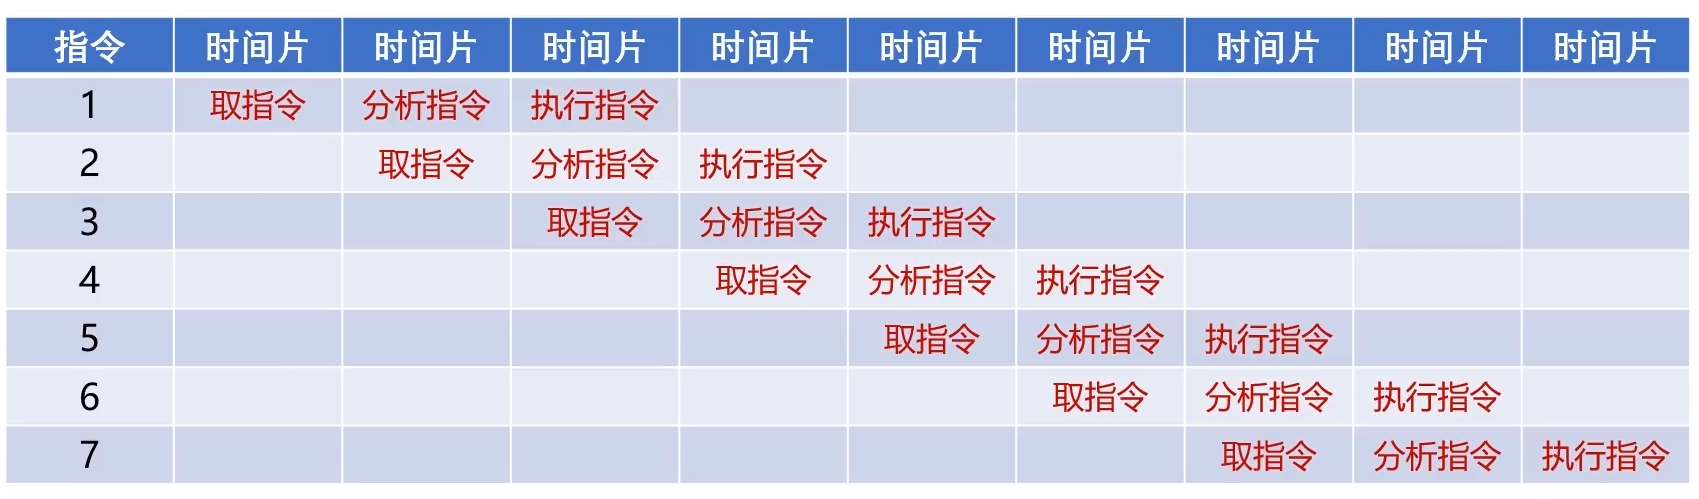 指令 时间片 时间片 时间片 时间片 时间片 时间片 时间片 时间片 时间片
1 取指令 分析指令 执行指令
2 取指令 分析指令 执行指令
3 取指令 分析指令 执行指令
4 取指令 分析指令 执行指令
5 取指令 分析指令 执行指令
6 取指令 分析指令 执行指令
7 取指令 分析指令 执行指令